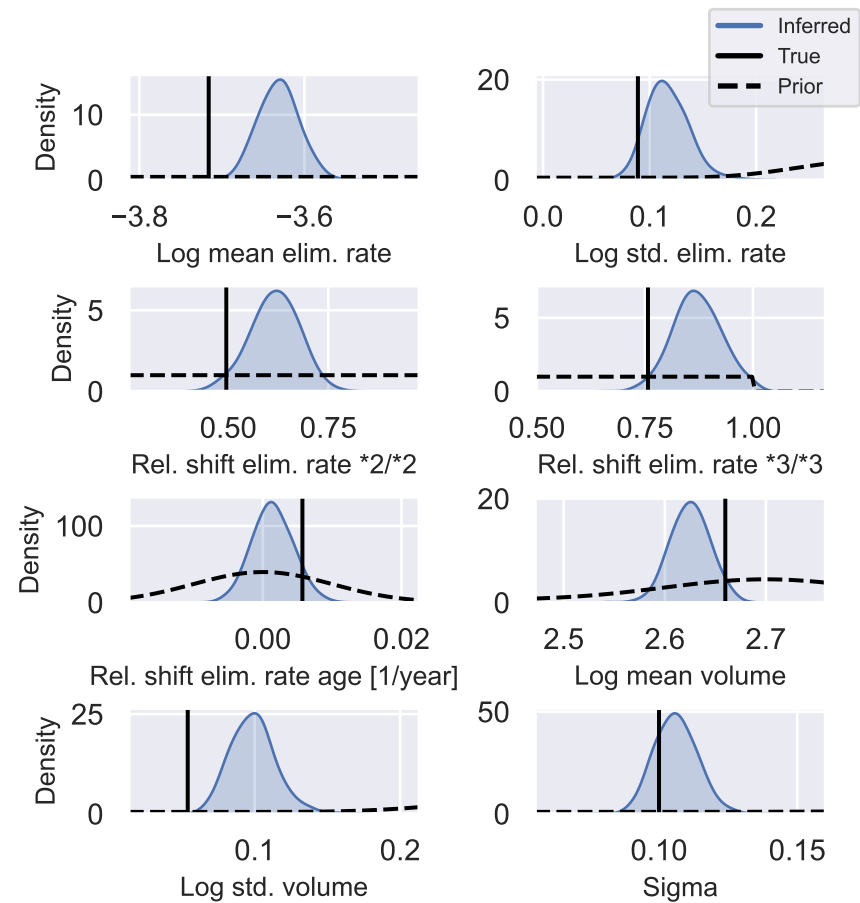 Inferred
True
Prior
Density
10
0
−3.8
−3.6
Log mean elim. rate
20
0
0.0
0.1
0.2
Log std. elim. rate
Density
5
0
0.50
0.75
Rel. shift elim. rate *2/*2
5
0
0.50
0.75
1.00
Rel. shift elim. rate *3/*3
Density
100
0
0.00
0.02
Rel. shift elim. rate age [1/year]
20
0
2.5
2.6
2.7
Log mean volume
Density
25
0
0.1
0.2
Log std. volume
50
0
0.10
0.15
Sigma